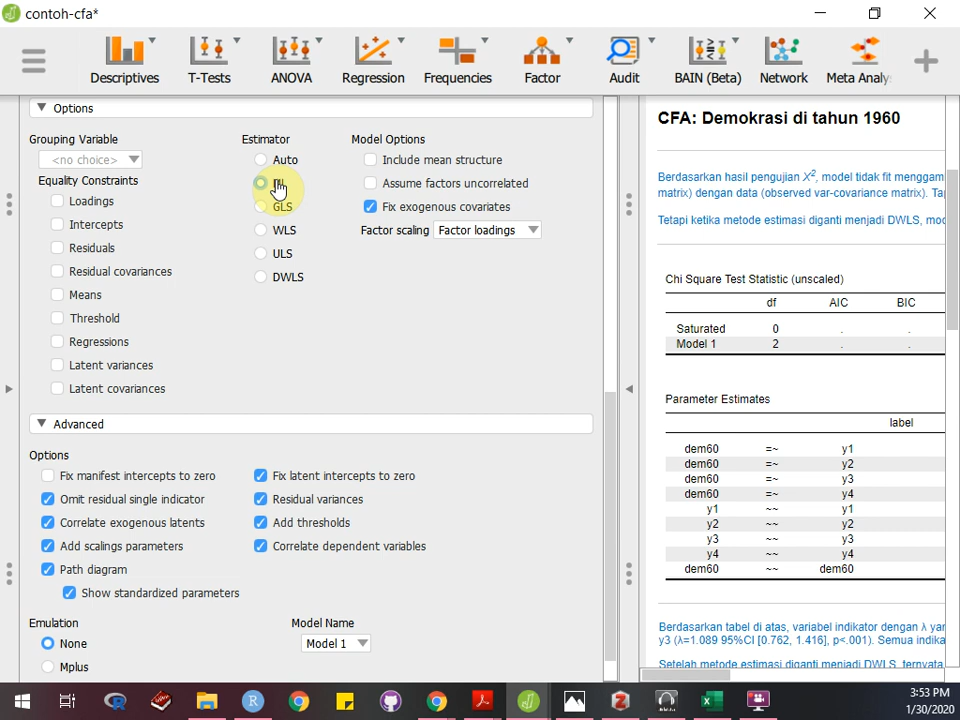 contoh-cfa*
Descriptives
T-Tests
ANOVA
Regression
Frequencies
Factor
Audit
BAIN (Beta)
Network
Meta Analy
Options
Grouping Variable
<no choice>
Equality Constraints
Loadings
Intercepts
Residuals
Residual covariances
Means
Threshold
Regressions
Latent variances
Latent covariances
Estimator
Auto
GLS
WLS
ULS
DWLS
Model Options
Include mean structure
Assume factors uncorrelated
Fix exogenous covariates
Factor scaling Factor loadings
Advanced
Options
Fix manifest intercepts to zero
Omit residual single indicator
Correlate exogenous latents
Add scalings parameters
Path diagram
Show standardized parameters
Fix latent intercepts to zero
Residual variances
Add thresholds
Correlate dependent variables
Emulation
None
Mplus
Model Name
Model 1
CFA: Demokrasi di tahun 1960
Berdasarkan hasil pengujian X², model tidak fit menggam
matrix) dengan data (observed var-covariance matrix). Ta
Tetapi ketika metode estimasi diganti menjadi DWLS, mod
Chi Square Test Statistic (unscaled)
df AIC BIC
Saturated 0 . .
Model 1 2 . .
Parameter Estimates
label
dem60 =~ y1
dem60 =~ y2
dem60 =~ y3
dem60 =~ y4
y1 ~~ y1
y2 ~~ y2
y3 ~~ y3
y4 ~~ y4
dem60 ~~ dem60
Berdasarkan tabel di atas, variabel indikator dengan λ yan
y3 (λ=1.089 95%CI [0.762, 1.416], p<.001). Semua indika
Setelah metode estimasi diganti menjadi DWLS, ternyata
3:53 PM
1/30/2020